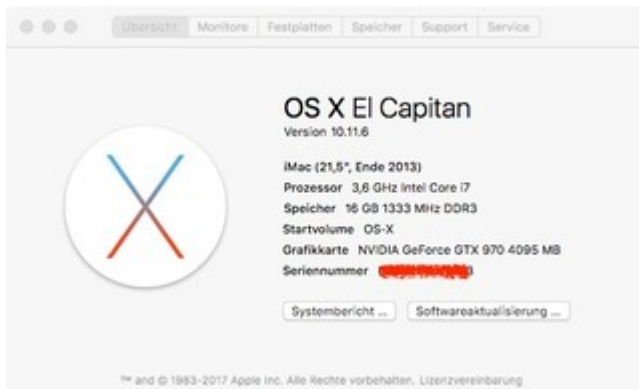 Übersicht Monitore Festplatten Speicher Support Service
OS X El Capitan
Version 10.11.6
iMac (21,5", Ende 2013)
Prozessor 3,6 GHz Intel Core i7
Speicher 16 GB 1333 MHz DDR3
Startvolume OS-X
Grafikkarte NVIDIA GeForce GTX 970 4095 MB
Seriennummer
Systembericht ... Softwareaktualisierung ...
™ and © 1983-2017 Apple Inc. Alle Rechte vorbehalten. Lizenzvereinbarung